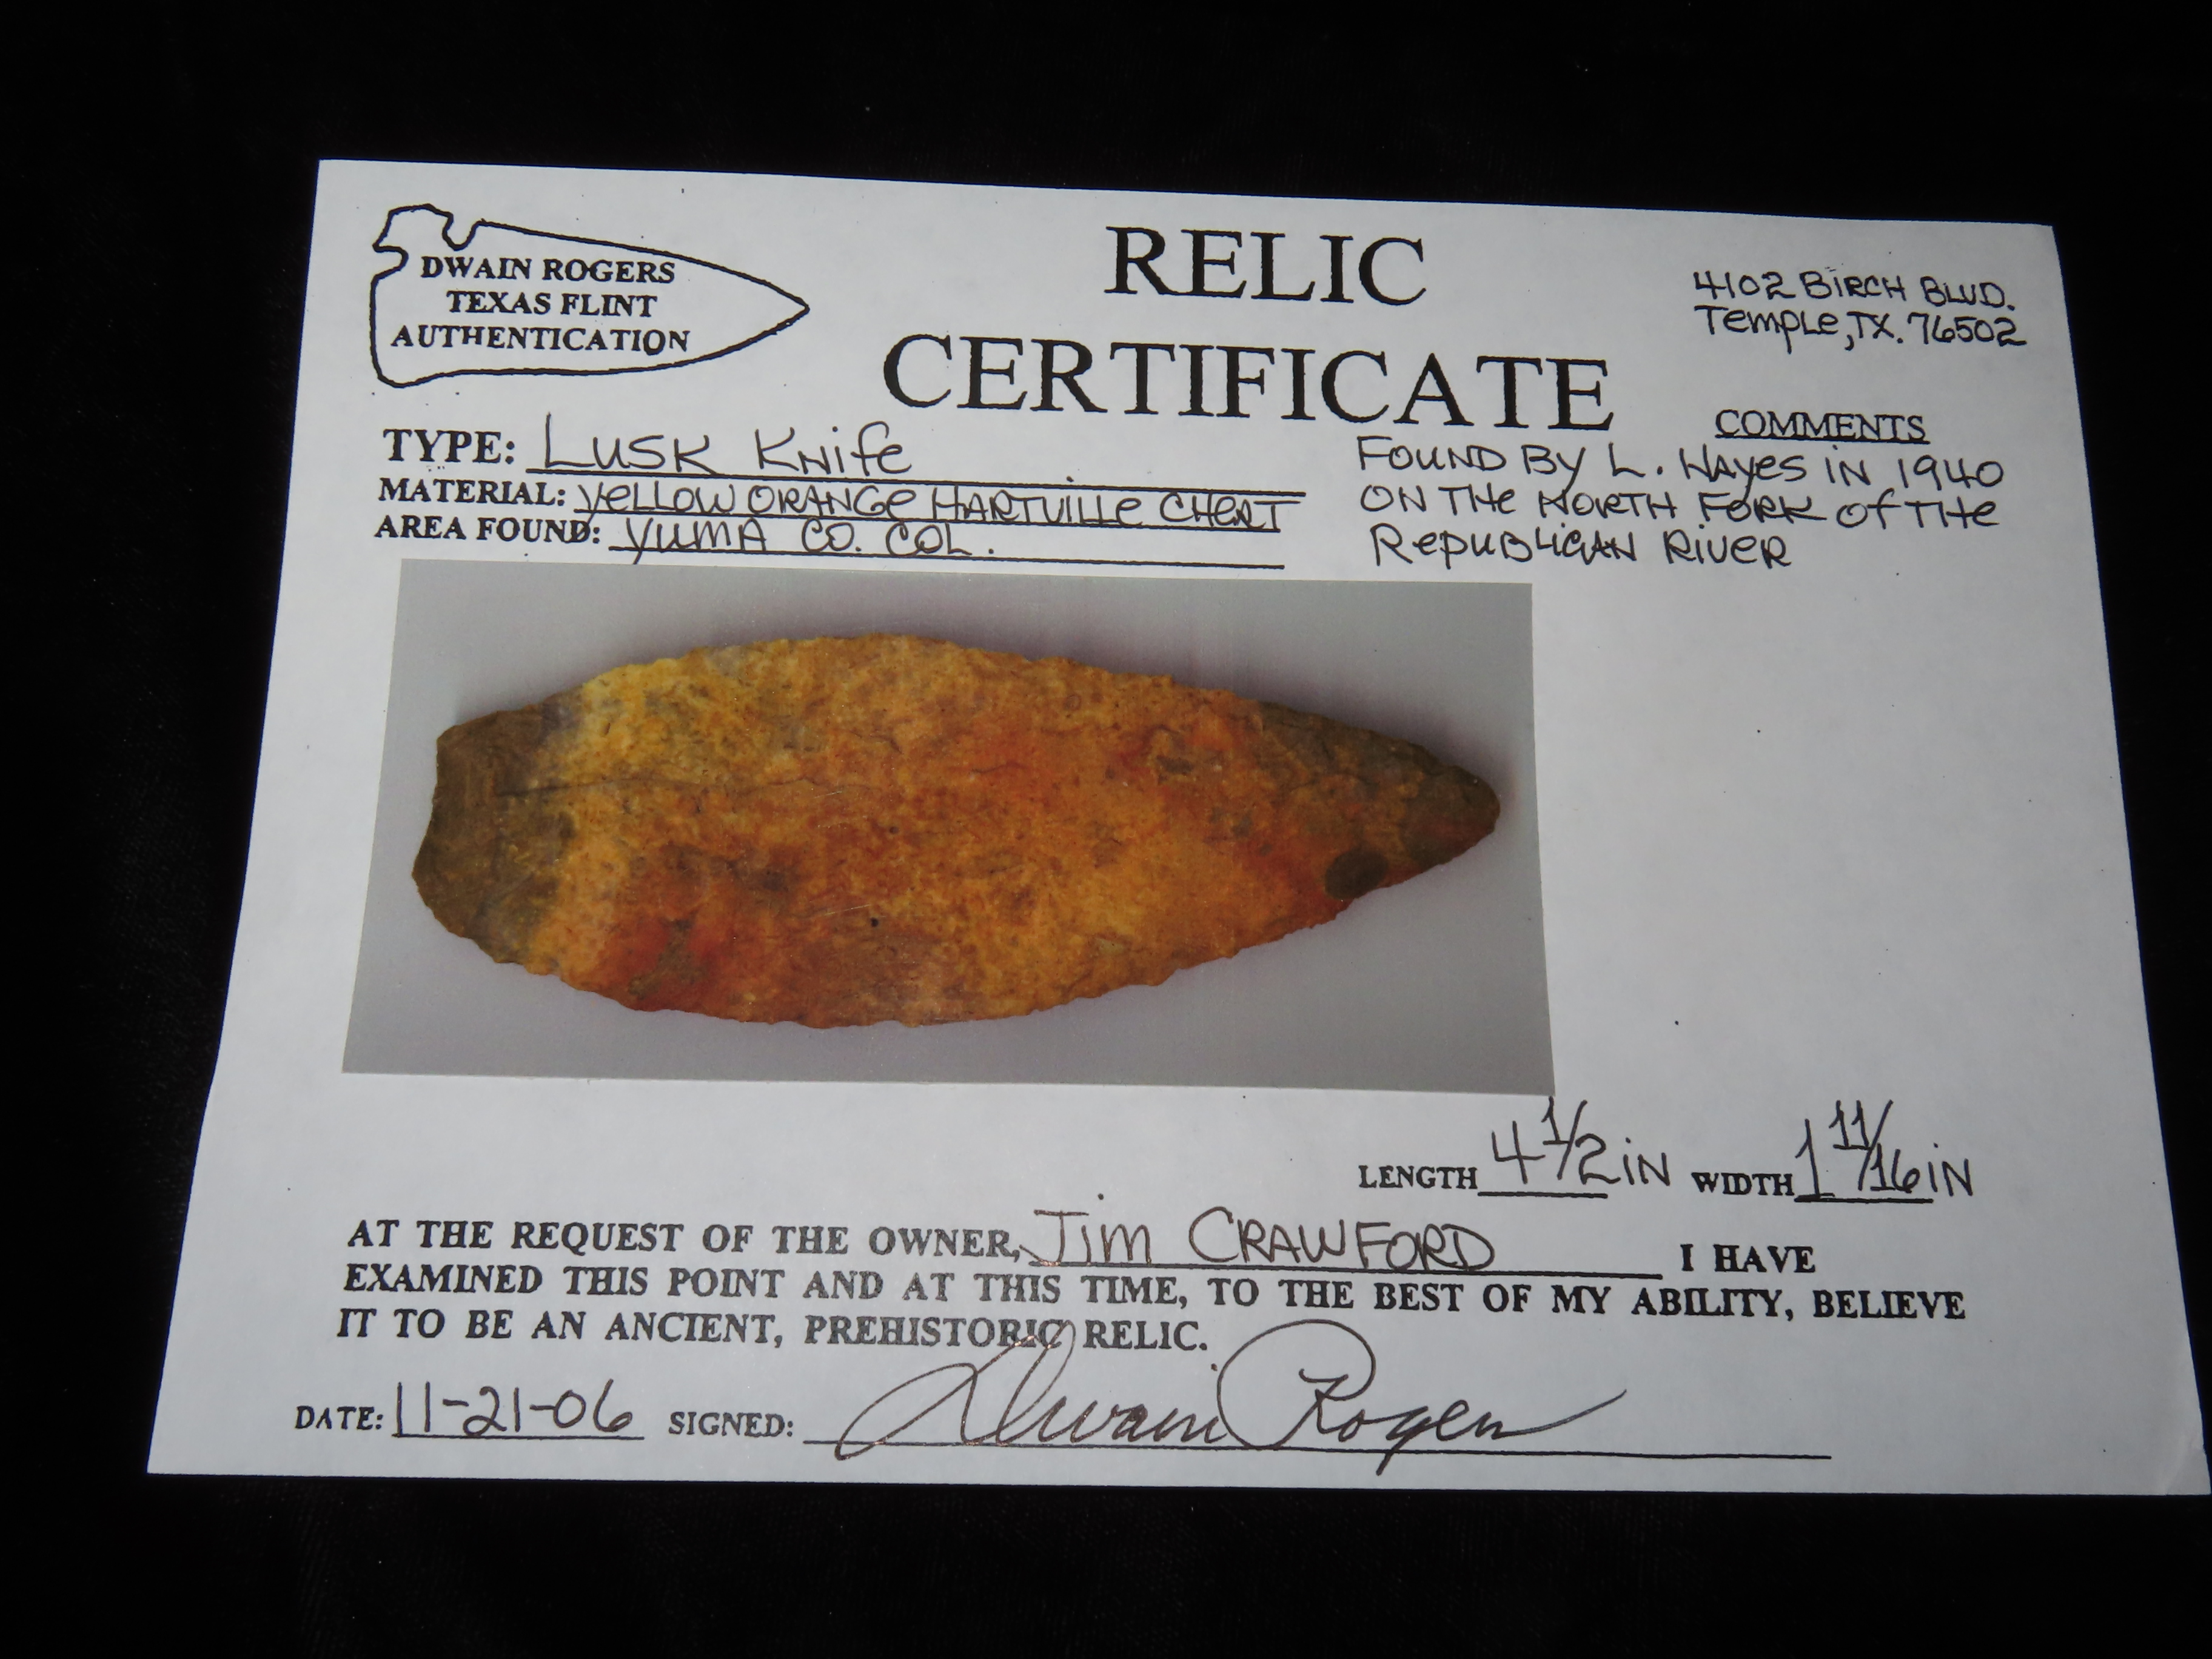 DWAIN ROGERS
TEXAS FLINT
AUTHENTICATION
RELIC
CERTIFICATE
4102 BIRCH BLVD.
Temple, TX. 76502
TYPE: LUSK KNife
MATERIAL: YELLOW ORANGE HARTVILLE CHERT
AREA FOUND: YUMA CO. COL.
COMMENTS
FOUND BY L. HAYES IN 1940
ON THE NORTH FORK OF THE
REPUBLICAN RIVER
LENGTH 4 1/2 IN WIDTH 1 11/16 IN
AT THE REQUEST OF THE OWNER, JIM CRAWFORD I HAVE
EXAMINED THIS POINT AND AT THIS TIME, TO THE BEST OF MY ABILITY, BELIEVE
IT TO BE AN ANCIENT, PREHISTORIC RELIC.
DATE: 11-21-06 SIGNED: Dwain Rogers